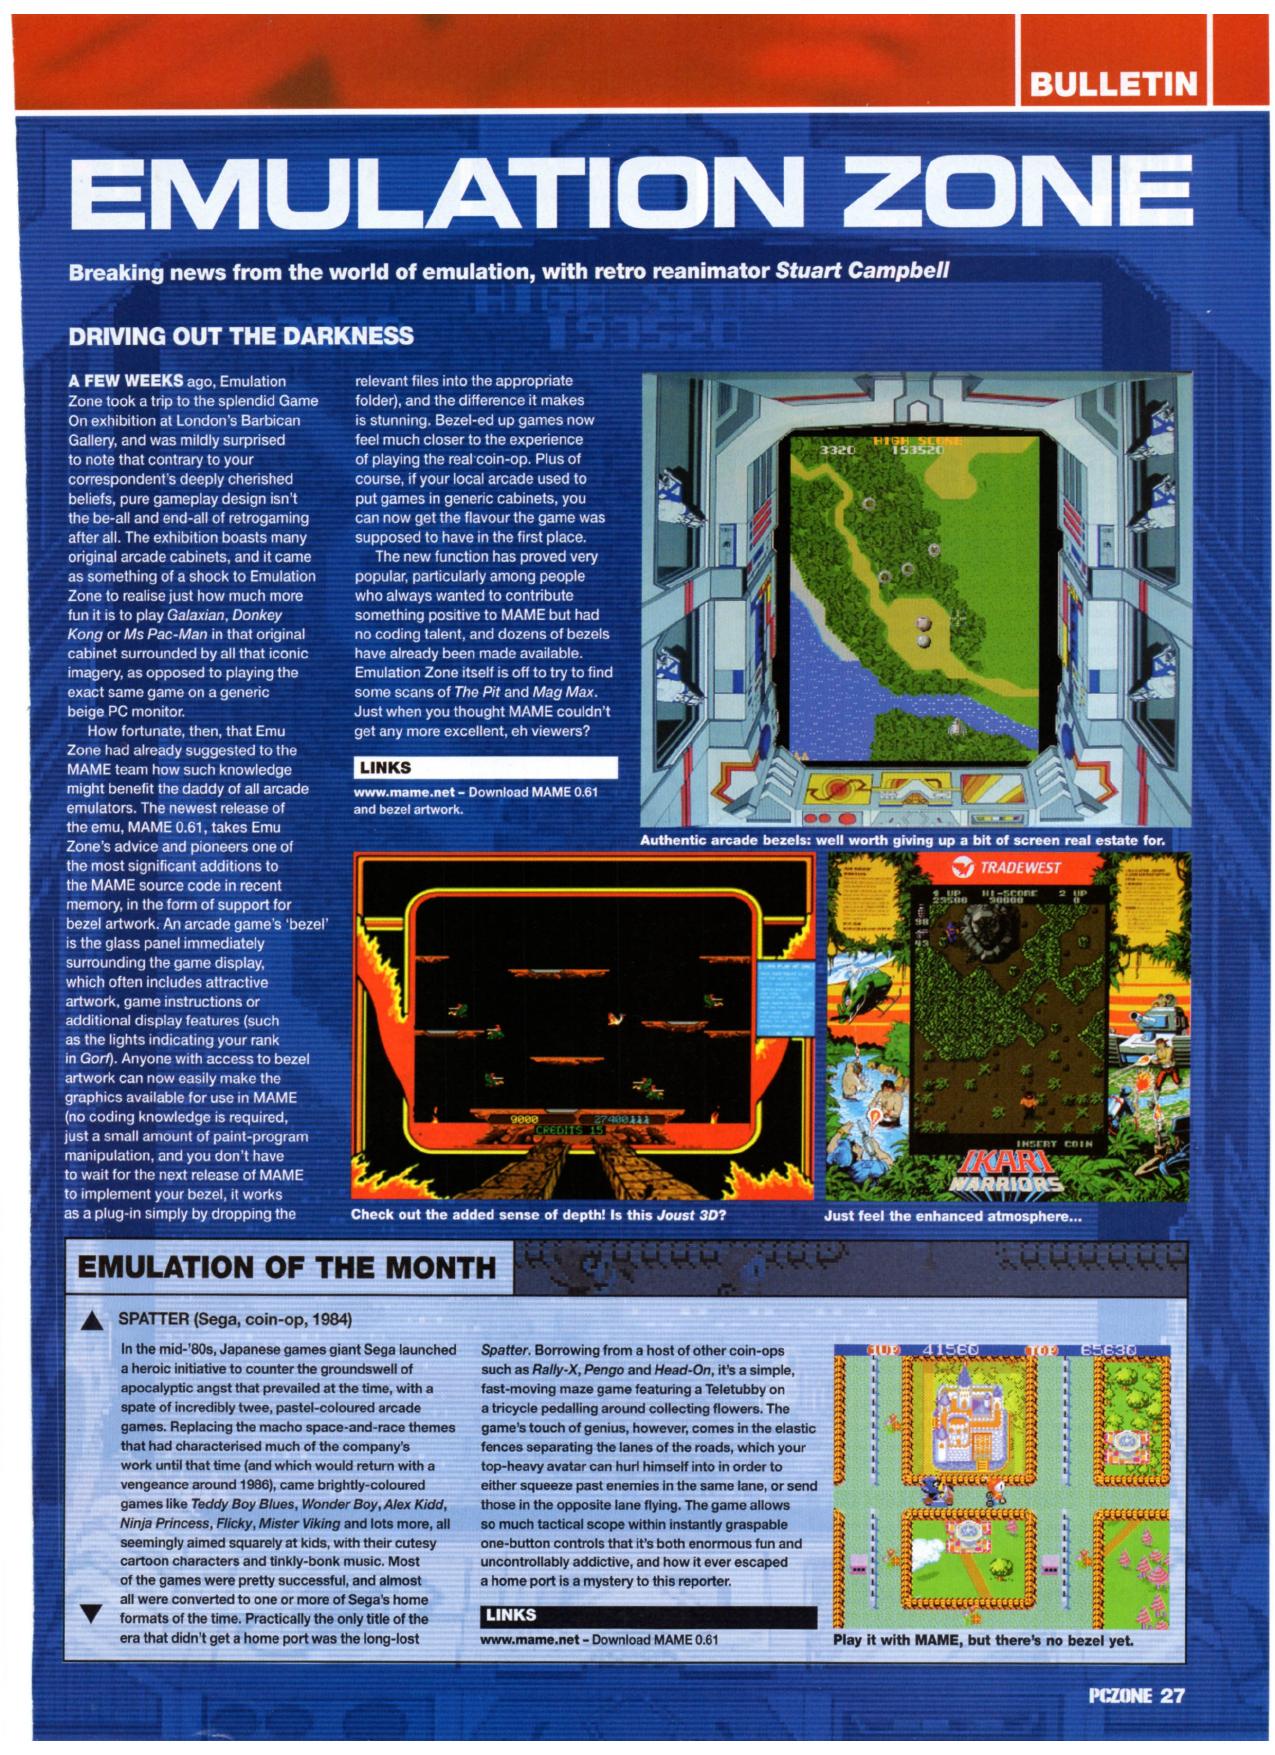 BULLETIN
EMULATION ZONE
Breaking news from the world of emulation, with retro reanimator Stuart Campbell
DRIVING OUT THE DARKNESS
A FEW WEEKS ago, Emulation
Zone took a trip to the splendid Game
On exhibition at London's Barbican
Gallery, and was mildly surprised
to note that contrary to your
correspondent's deeply cherished
beliefs, pure gameplay design isn't
the be-all and end-all of retrogaming
after all. The exhibition boasts many
original arcade cabinets, and it came
as something of a shock to Emulation
Zone to realise just how much more
fun it is to play Galaxian, Donkey
Kong or Ms Pac-Man in that original
cabinet surrounded by all that iconic
imagery, as opposed to playing the
exact same game on a generic
beige PC monitor.
How fortunate, then, that Emu
Zone had already suggested to the
MAME team how such knowledge
might benefit the daddy of all arcade
emulators. The newest release of
the emu, MAME 0.61, takes Emu
Zone's advice and pioneers one of
the most significant additions to
the MAME source code in recent
memory, in the form of support for
bezel artwork. An arcade game's 'bezel'
is the glass panel immediately
surrounding the game display,
which often includes attractive
artwork, game instructions or
additional display features (such
as the lights indicating your rank
in Gorf). Anyone with access to bezel
artwork can now easily make the
graphics available for use in MAME
(no coding knowledge is required,
just a small amount of paint-program
manipulation, and you don't have
to wait for the next release of MAME
to implement your bezel, it works
as a plug-in simply by dropping the
relevant files into the appropriate
folder), and the difference it makes
is stunning. Bezel-ed up games now
feel much closer to the experience
of playing the real coin-op. Plus of
course, if your local arcade used to
put games in generic cabinets, you
can now get the flavour the game was
supposed to have in the first place.
The new function has proved very
popular, particularly among people
who always wanted to contribute
something positive to MAME but had
no coding talent, and dozens of bezels
have already been made available.
Emulation Zone itself is off to try to find
some scans of The Pit and Mag Max.
Just when you thought MAME couldn't
get any more excellent, eh viewers?
LINKS
www.mame.net – Download MAME 0.61
and bezel artwork.
HIGH SCORE
3320 193520
Authentic arcade bezels: well worth giving up a bit of screen real estate for.
9000 27400
CREDITS 15
Check out the added sense of depth! Is this Joust 3D?
TRADEWEST
1 UP HI-SCORE 2 UP
23500 30000 0
INSERT COIN
IKARI
WARRIORS
Just feel the enhanced atmosphere...
EMULATION OF THE MONTH
SPATTER (Sega, coin-op, 1984)
In the mid-'80s, Japanese games giant Sega launched
a heroic initiative to counter the groundswell of
apocalyptic angst that prevailed at the time, with a
spate of incredibly twee, pastel-coloured arcade
games. Replacing the macho space-and-race themes
that had characterised much of the company's
work until that time (and which would return with a
vengeance around 1986), came brightly-coloured
games like Teddy Boy Blues, Wonder Boy, Alex Kidd,
Ninja Princess, Flicky, Mister Viking and lots more, all
seemingly aimed squarely at kids, with their cutesy
cartoon characters and tinkly-bonk music. Most
of the games were pretty successful, and almost
all were converted to one or more of Sega's home
formats of the time. Practically the only title of the
era that didn't get a home port was the long-lost
Spatter. Borrowing from a host of other coin-ops
such as Rally-X, Pengo and Head-On, it's a simple,
fast-moving maze game featuring a Teletubby on
a tricycle pedalling around collecting flowers. The
game's touch of genius, however, comes in the elastic
fences separating the lanes of the roads, which your
top-heavy avatar can hurl himself into in order to
either squeeze past enemies in the same lane, or send
those in the opposite lane flying. The game allows
so much tactical scope within instantly graspable
one-button controls that it's both enormous fun and
uncontrollably addictive, and how it ever escaped
a home port is a mystery to this reporter.
LINKS
www.mame.net – Download MAME 0.61
1UP 41560 TOP 65630
Play it with MAME, but there's no bezel yet.
PCZONE 27